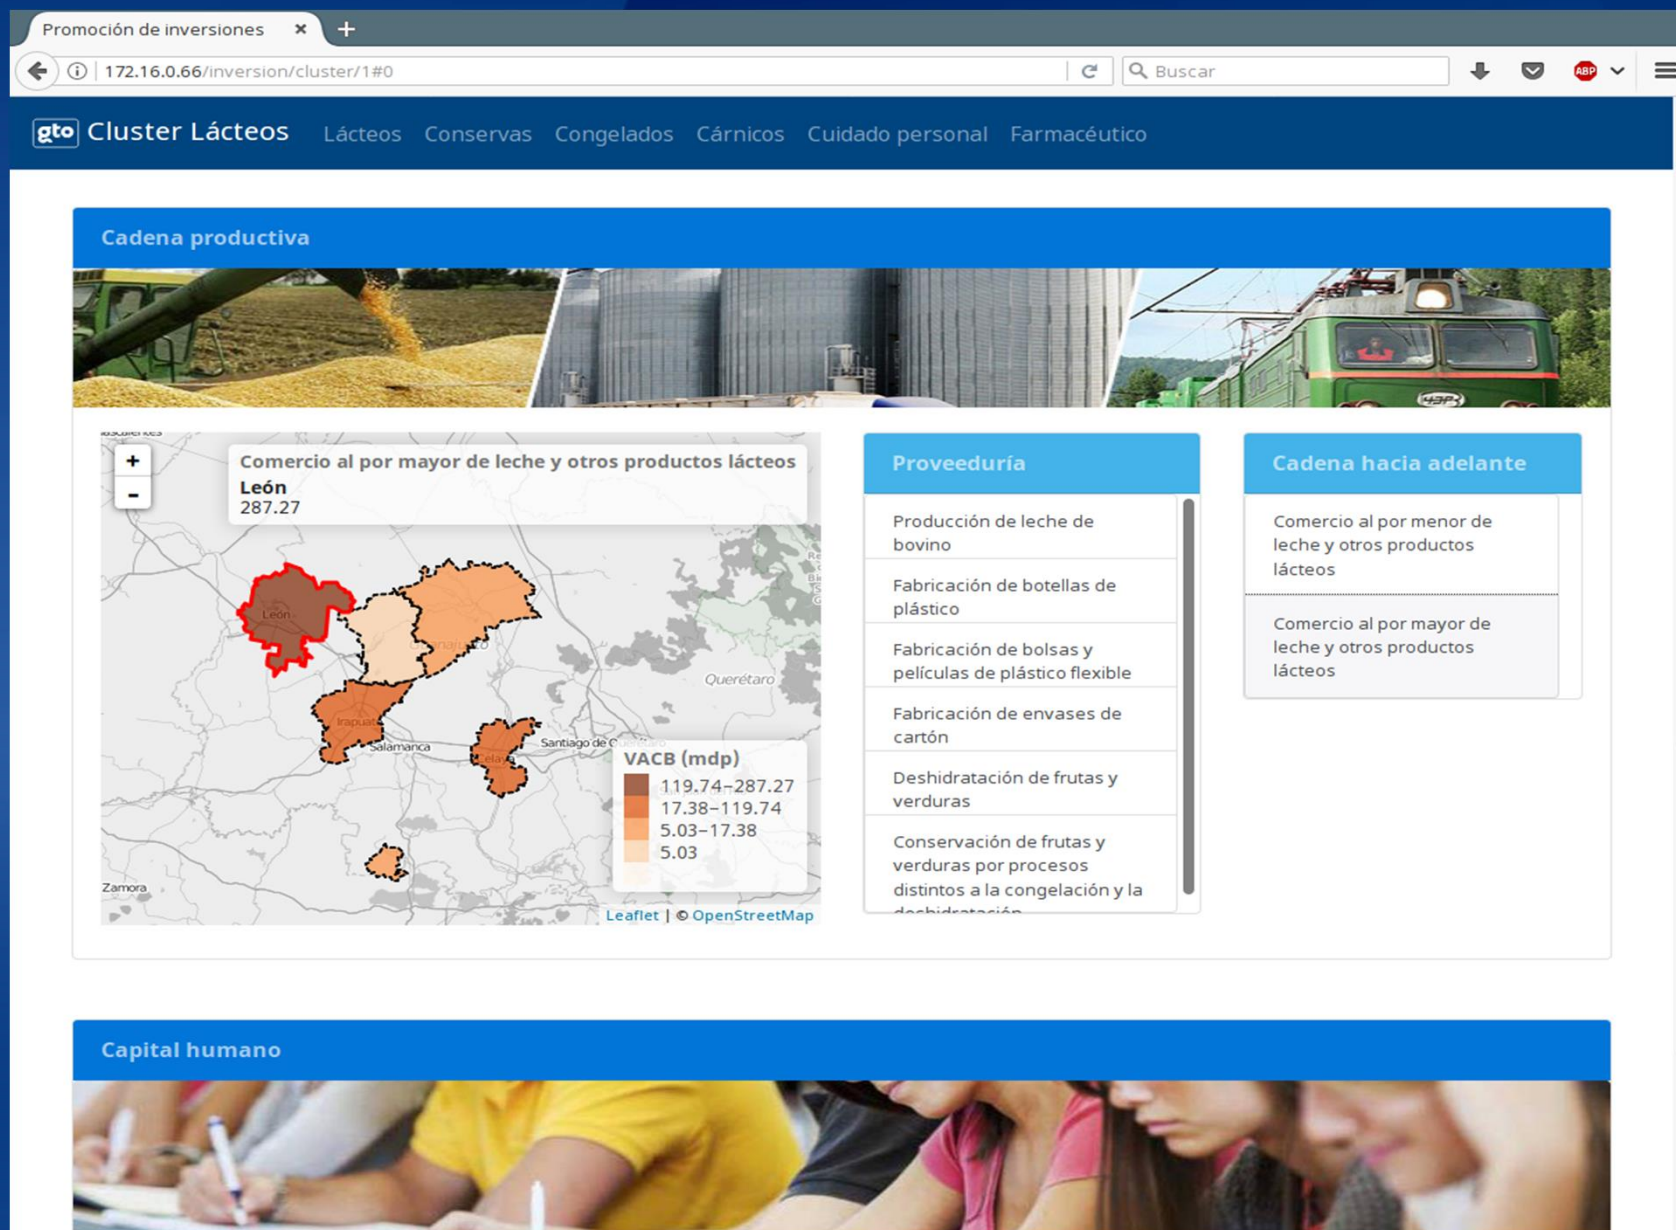 Promoción de inversiones
172.16.0.66/inversion/cluster/1#0
Buscar
ABP
gto Cluster Lácteos Lácteos Conservas Congelados Cárnicos Cuidado personal Farmacéutico
Cadena productiva
+
-
Comercio al por mayor de leche y otros productos lácteos
León
287.27
León
Querétaro
Irapuato
Salamanca
Celaya
Santiago de
Zamora
VACB (mdp)
119.74–287.27
17.38–119.74
5.03–17.38
5.03
Leaflet | © OpenStreetMap
Proveeduría
Producción de leche de
bovino
Fabricación de botellas de
plástico
Fabricación de bolsas y
películas de plástico flexible
Fabricación de envases de
cartón
Deshidratación de frutas y
verduras
Conservación de frutas y
verduras por procesos
distintos a la congelación y la
deshidratación
Cadena hacia adelante
Comercio al por menor de
leche y otros productos
lácteos
Comercio al por mayor de
leche y otros productos
lácteos
Capital humano